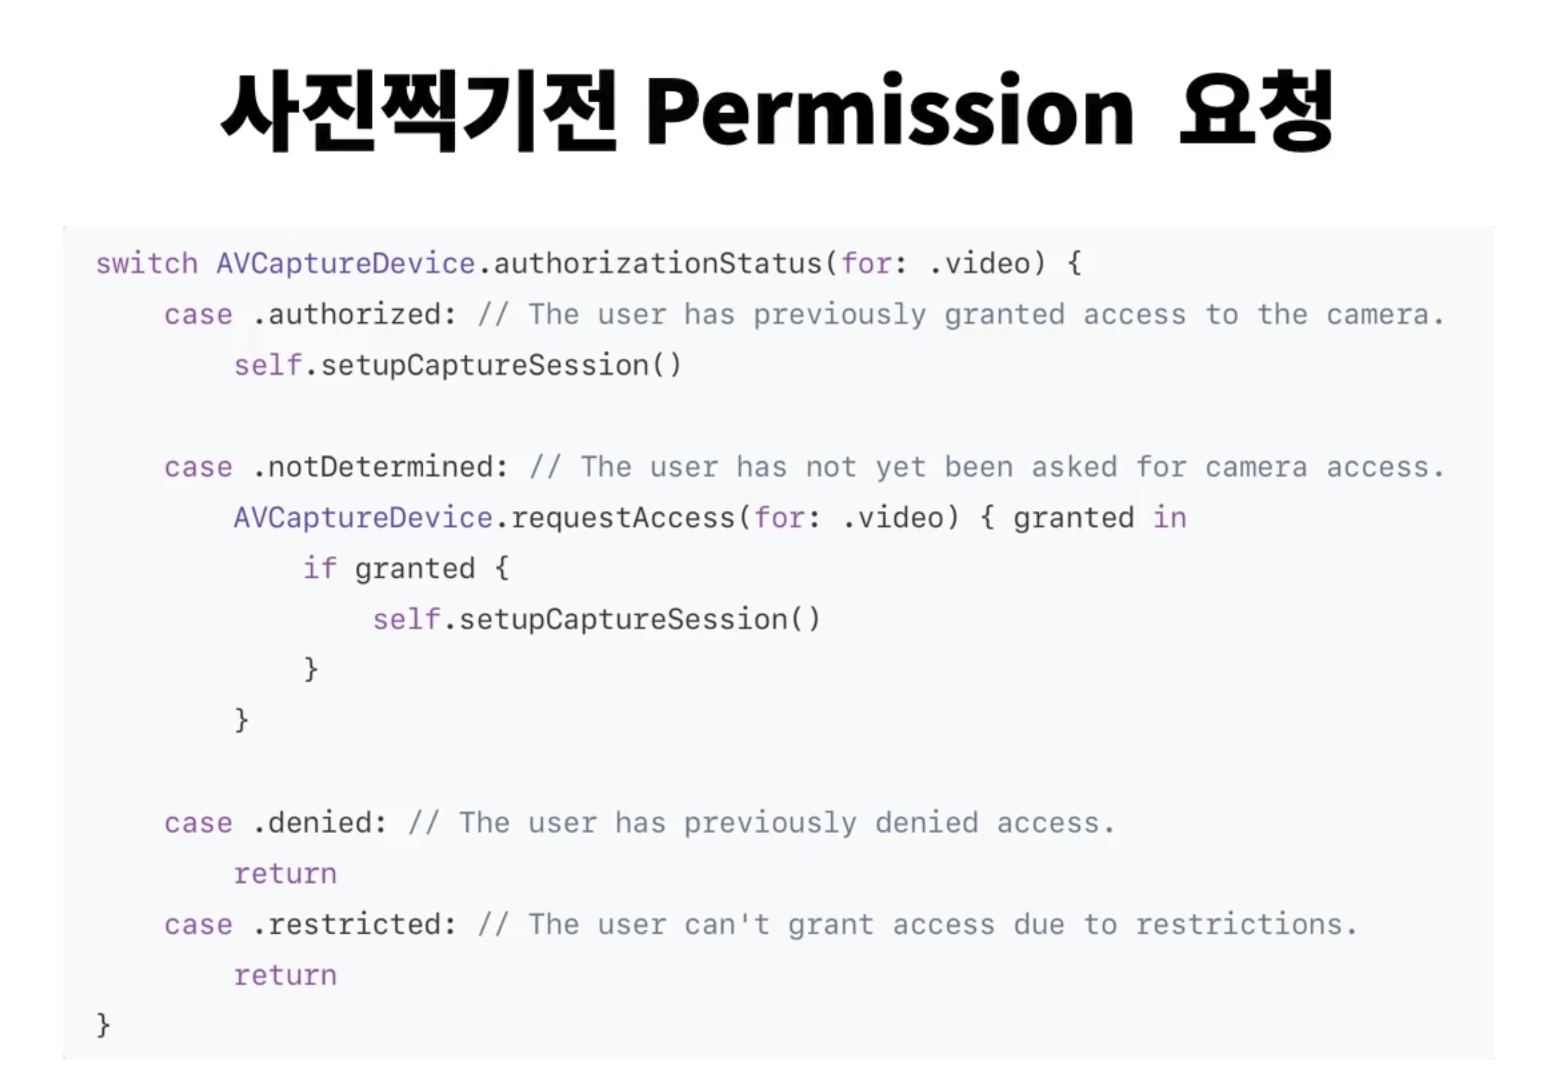 사진찍기전 Permission 요청
switch AVCaptureDevice.authorizationStatus(for: .video) {
    case .authorized: // The user has previously granted access to the camera.
        self.setupCaptureSession()
    case .notDetermined: // The user has not yet been asked for camera access.
        AVCaptureDevice.requestAccess(for: .video) { granted in
            if granted {
                self.setupCaptureSession()
            }
        }
    case .denied: // The user has previously denied access.
        return
    case .restricted: // The user can't grant access due to restrictions.
        return
}